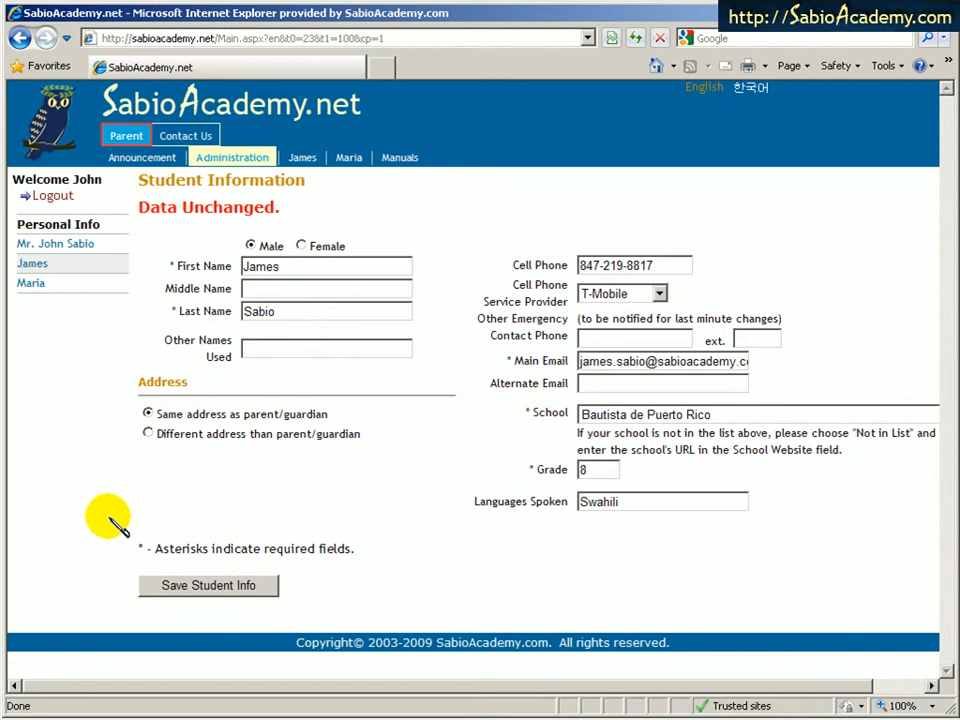 SabioAcademy.net - Microsoft Internet Explorer provided by SabioAcademy.com
http://SabioAcademy.com
http://sabioacademy.net/Main.aspx?en&t0=23&t1=100&cp=1
Google
Favorites
SabioAcademy.net
Page
Safety
Tools
»
English
한국어
SabioAcademy.net
Parent
Contact Us
Announcement
Administration
James
Maria
Manuals
Welcome John
Logout
Personal Info
Mr. John Sabio
James
Maria
Student Information
Data Unchanged.
Male
Female
* First Name
James
Middle Name
* Last Name
Sabio
Other Names
Used
Address
Same address as parent/guardian
Different address than parent/guardian
Cell Phone
847-219-8817
Cell Phone
Service Provider
T-Mobile
Other Emergency
Contact Phone
(to be notified for last minute changes)
ext.
* Main Email
james.sabio@sabioacademy.co
Alternate Email
* School
Bautista de Puerto Rico
If your school is not in the list above, please choose "Not in List" and
enter the school's URL in the School Website field.
* Grade
8
Languages Spoken
Swahili
* - Asterisks indicate required fields.
Save Student Info
Copyright© 2003-2009 SabioAcademy.com. All rights reserved.
Done
Trusted sites
100%